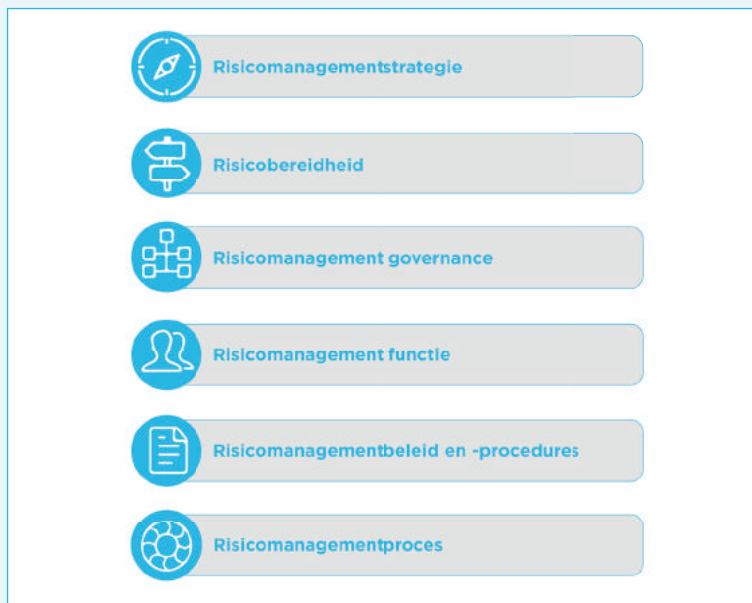 Risicomanagementstrategie
Risicobereidheid
Risicomanagement governance
Risicomanagement functie
Risicomanagementbeleid en -procedures
Risicomanagementproces